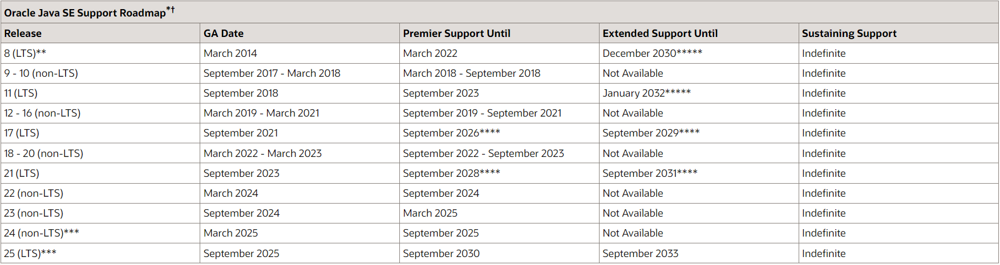 Oracle Java SE Support Roadmap*†
Release GA Date Premier Support Until Extended Support Until Sustaining Support
8 (LTS)** March 2014 March 2022 December 2030***** Indefinite
9 - 10 (non-LTS) September 2017 - March 2018 March 2018 - September 2018 Not Available Indefinite
11 (LTS) September 2018 September 2023 January 2032***** Indefinite
12 - 16 (non-LTS) March 2019 - March 2021 September 2019 - September 2021 Not Available Indefinite
17 (LTS) September 2021 September 2026**** September 2029**** Indefinite
18 - 20 (non-LTS) March 2022 - March 2023 September 2022 - September 2023 Not Available Indefinite
21 (LTS) September 2023 September 2028**** September 2031**** Indefinite
22 (non-LTS) March 2024 September 2024 Not Available Indefinite
23 (non-LTS) September 2024 March 2025 Not Available Indefinite
24 (non-LTS)*** March 2025 September 2025 Not Available Indefinite
25 (LTS)*** September 2025 September 2030 September 2033 Indefinite